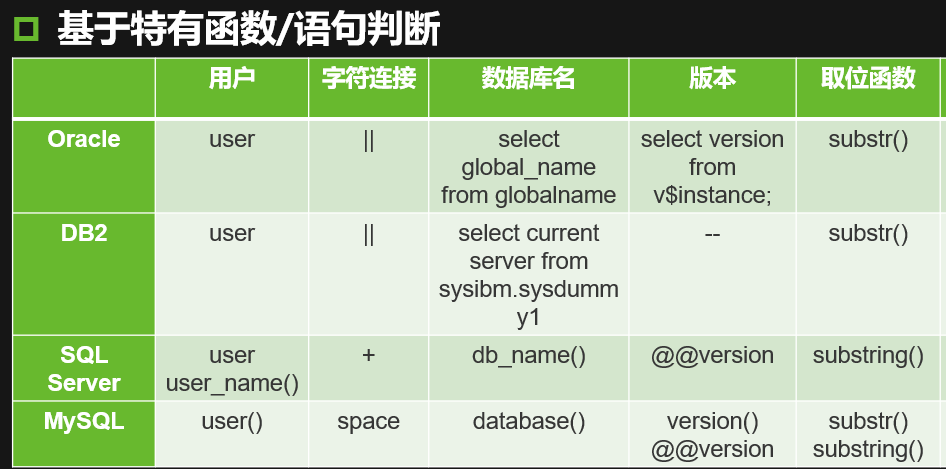 基于特有函数/语句判断
用户 字符连接 数据库名 版本 取位函数
Oracle user || select global_name from globalname select version from v$instance; substr()
DB2 user || select current server from sysibm.sysdummy1 -- substr()
SQL Server user user_name() + db_name() @@version substring()
MySQL user() space database() version() @@version substr() substring()